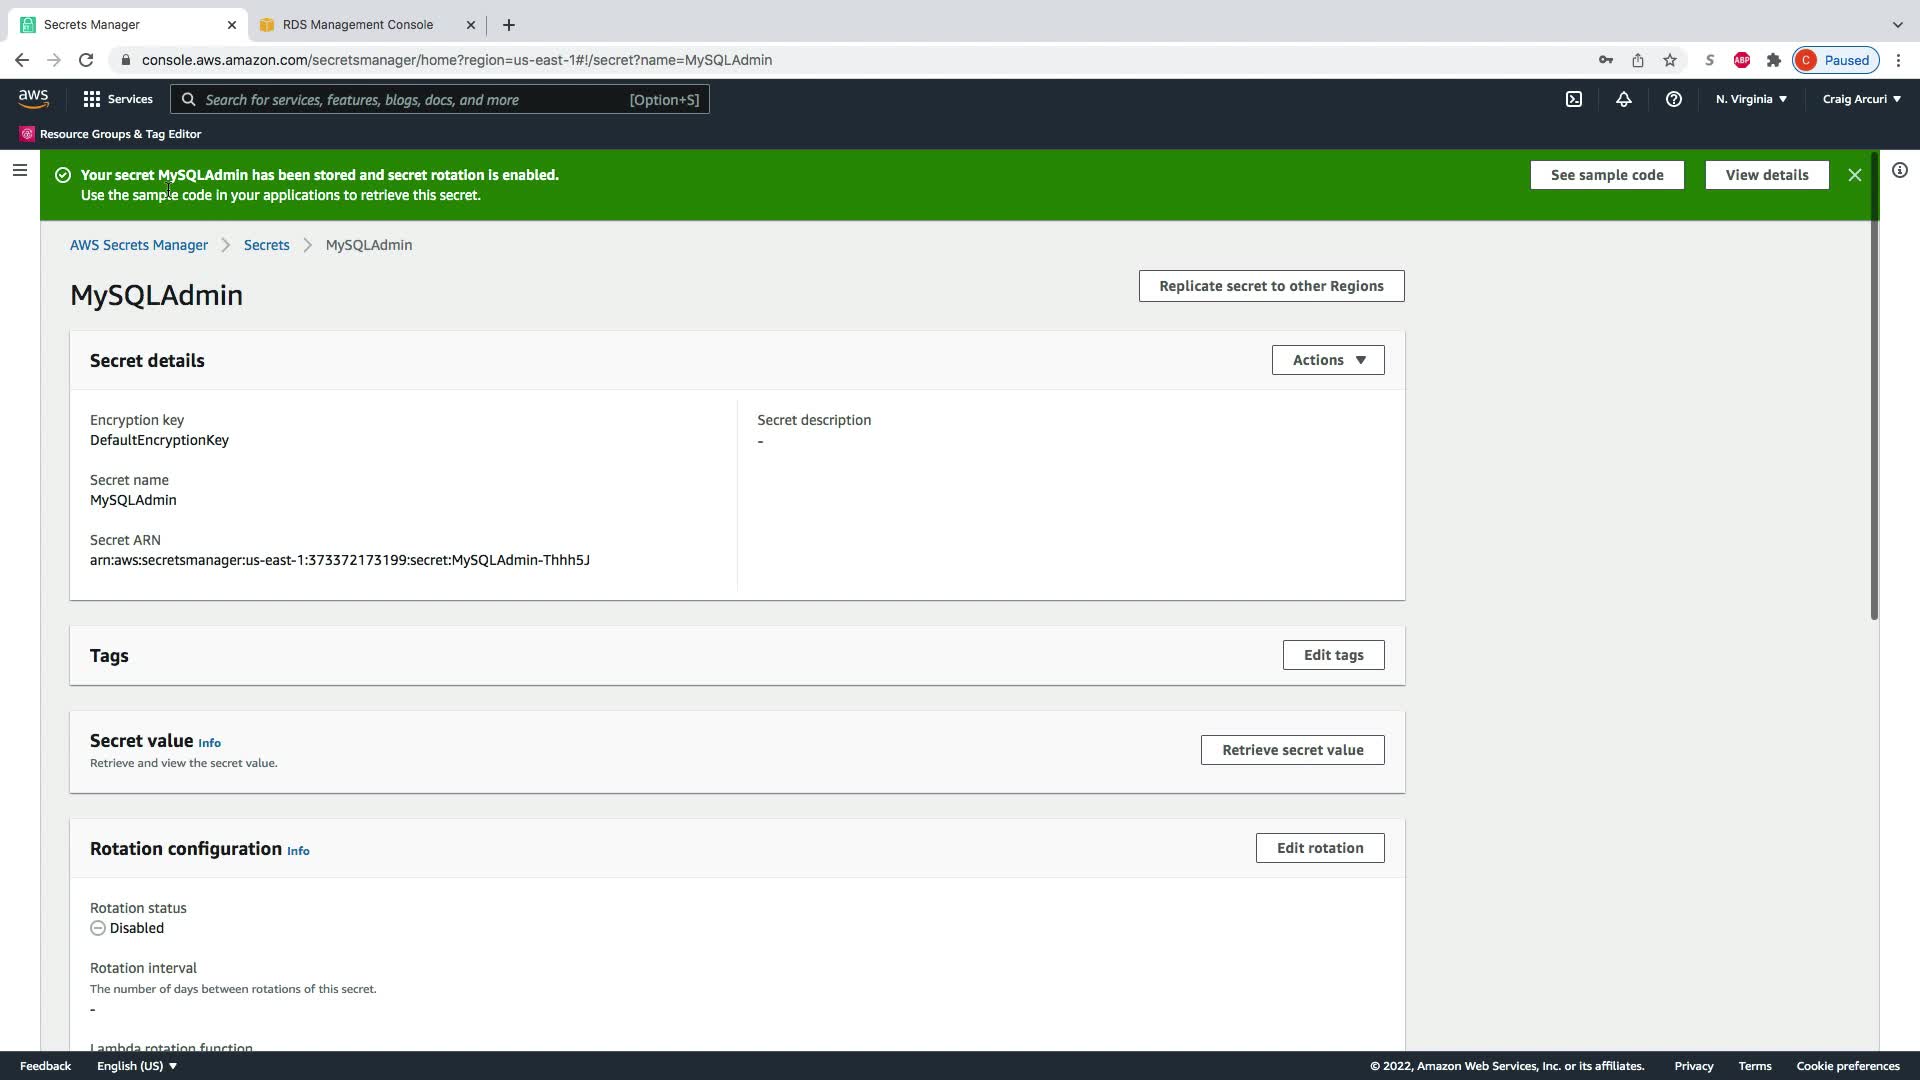 Secrets Manager
RDS Management Console
console.aws.amazon.com/secretsmanager/home?region=us-east-1#!/secret?name=MySQLAdmin
S
ABP
C Paused
aws
Services
Search for services, features, blogs, docs, and more [Option+S]
N. Virginia
Craig Arcuri
Resource Groups & Tag Editor
Your secret MySQLAdmin has been stored and secret rotation is enabled.
Use the sample code in your applications to retrieve this secret.
See sample code
View details
AWS Secrets Manager
Secrets
MySQLAdmin
MySQLAdmin
Replicate secret to other Regions
Secret details
Actions
Encryption key
DefaultEncryptionKey
Secret description
-
Secret name
MySQLAdmin
Secret ARN
arn:aws:secretsmanager:us-east-1:373372173199:secret:MySQLAdmin-Thhh5J
Tags
Edit tags
Secret value Info
Retrieve and view the secret value.
Retrieve secret value
Rotation configuration Info
Edit rotation
Rotation status
Disabled
Rotation interval
The number of days between rotations of this secret.
-
Lambda rotation function
Feedback
English (US)
© 2022, Amazon Web Services, Inc. or its affiliates.
Privacy
Terms
Cookie preferences